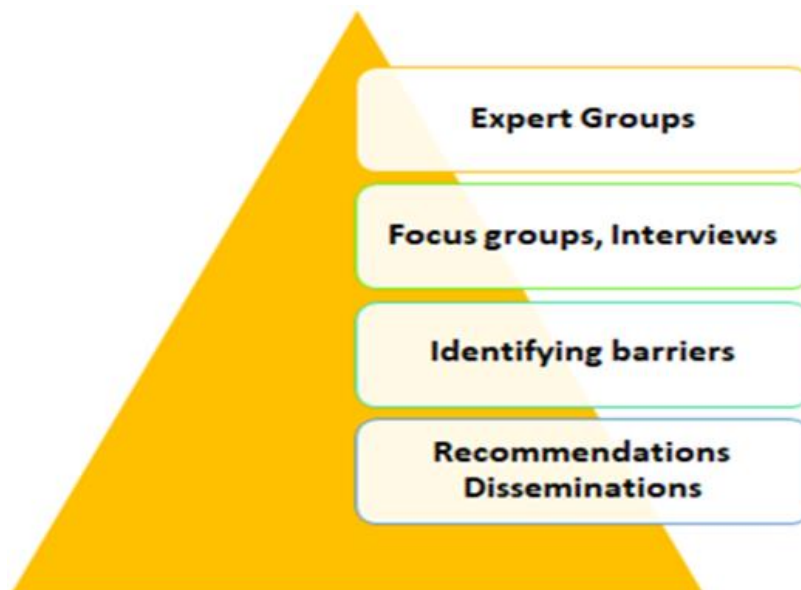 Expert Groups
Focus groups, Interviews
Identifying barriers
Recommendations
Disseminations